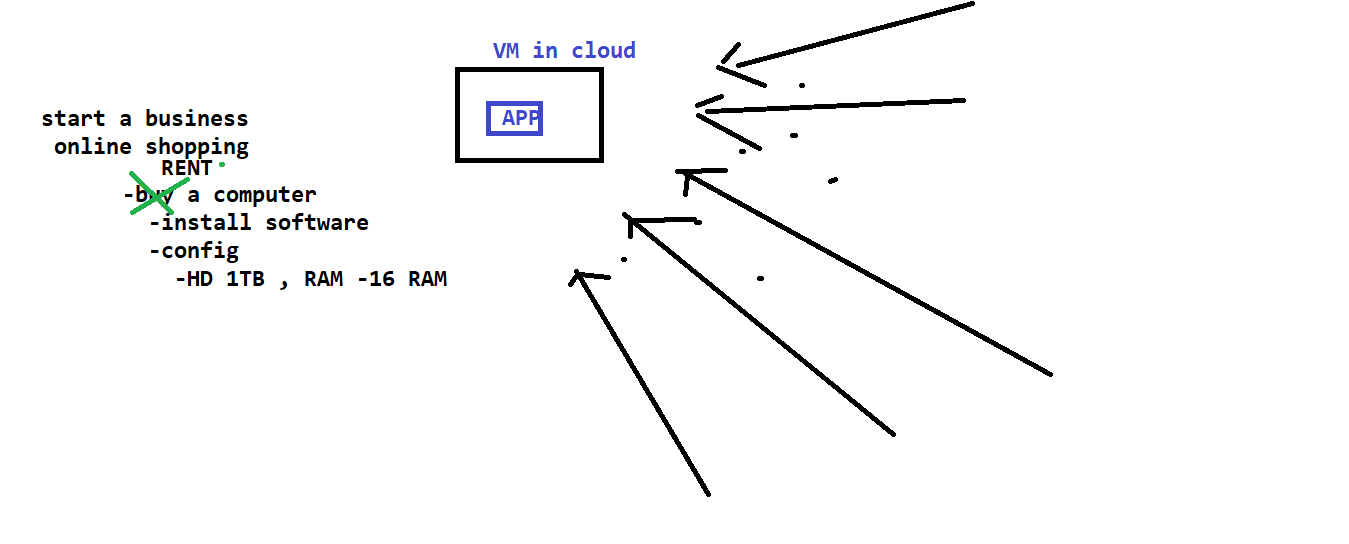 VM in cloud
APP
start a business
online shopping
RENT
-buy a computer
-install software
-config
-HD 1TB , RAM -16 RAM